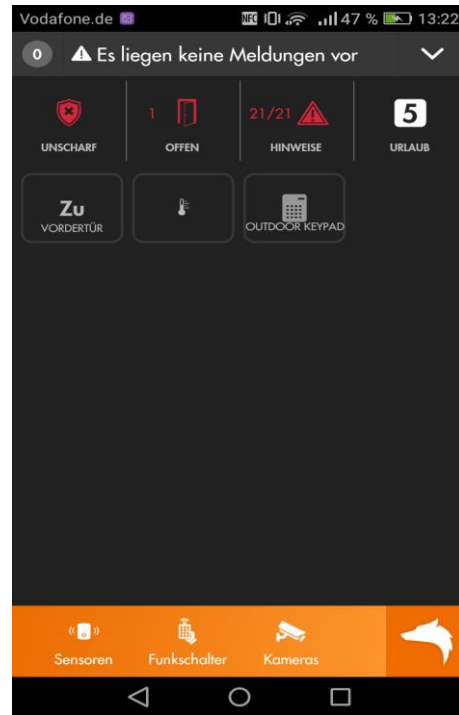 Vodafone.de NFC 47 % 13:22
0 Es liegen keine Meldungen vor
1 21/21 5
UNSCHARF OFFEN HINWEISE URLAUB
Zu
VORDERTÜR OUTDOOR KEYPAD
Sensoren Funkschalter Kameras